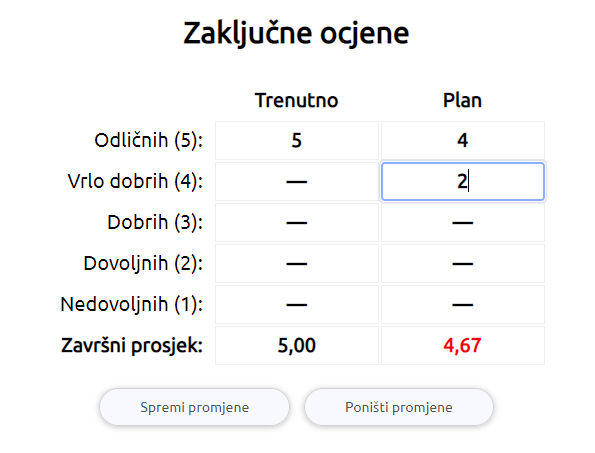 Zaključne ocjene
Trenutno Plan
Odličnih (5): 5 4
Vrlo dobrih (4): — 2
Dobrih (3): — —
Dovoljnih (2): — —
Nedovoljnih (1): — —
Završni prosjek: 5,00 4,67
Spremi promjene Poništi promjene